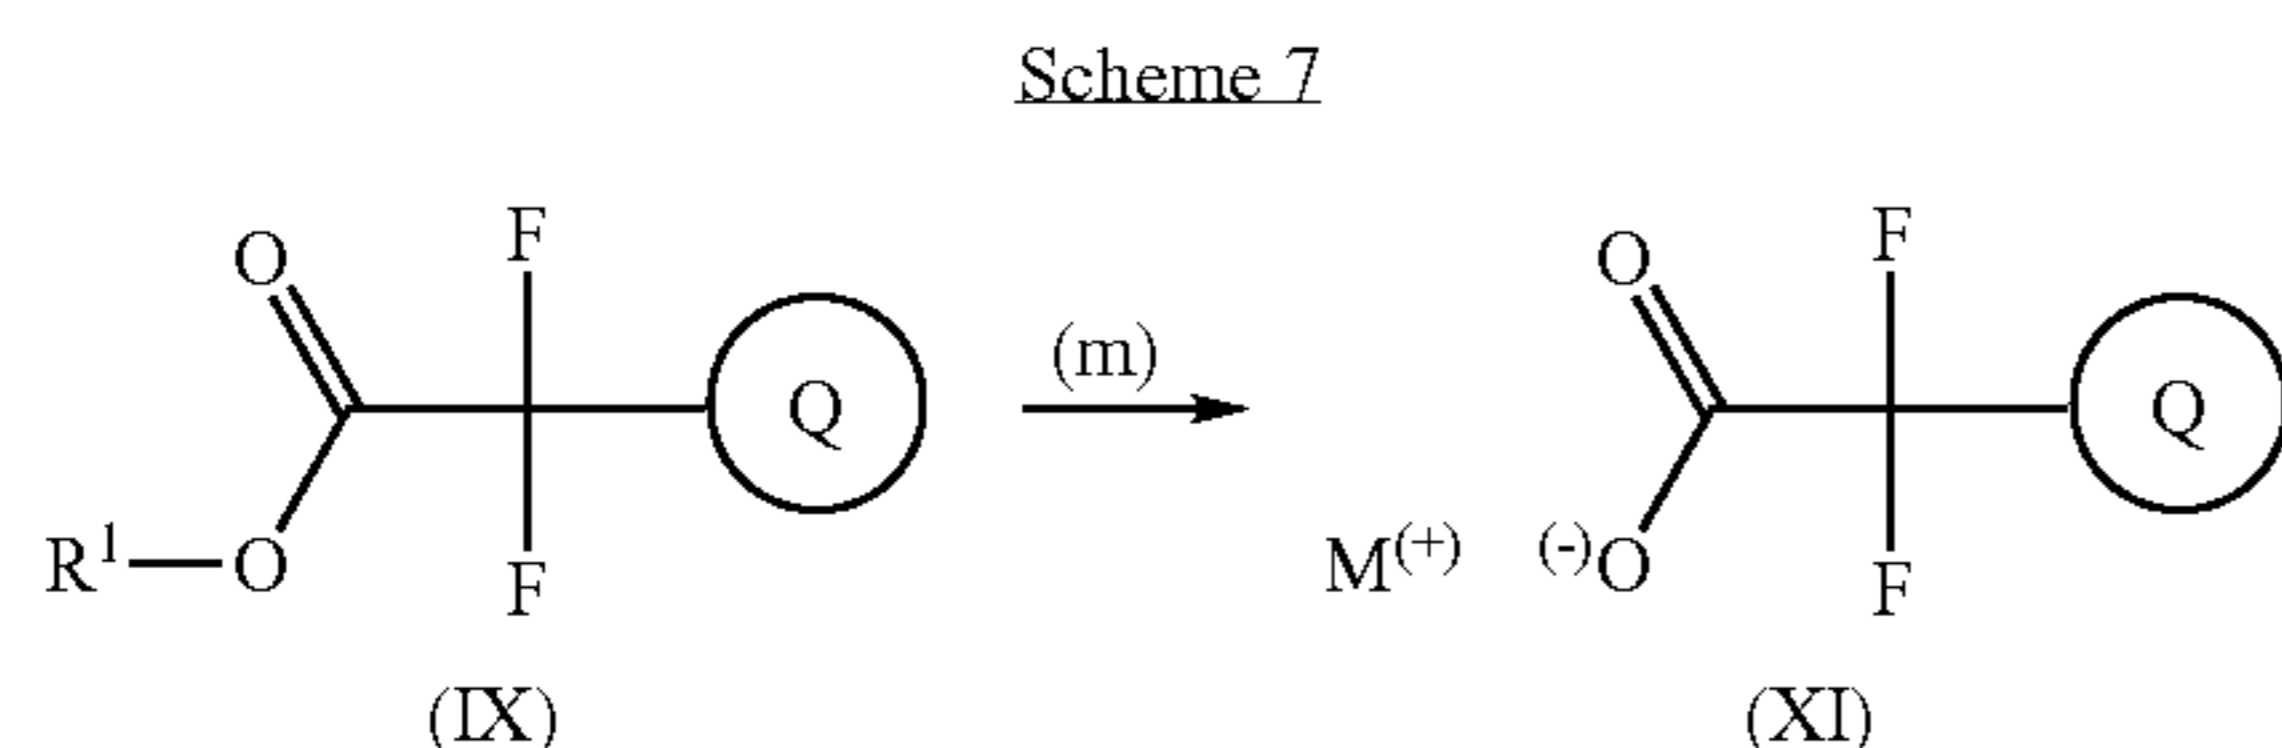 Scheme 7
O F F
O
Q (m) Q
R¹ O M(+) (-)O
F F
(IX) (XI)